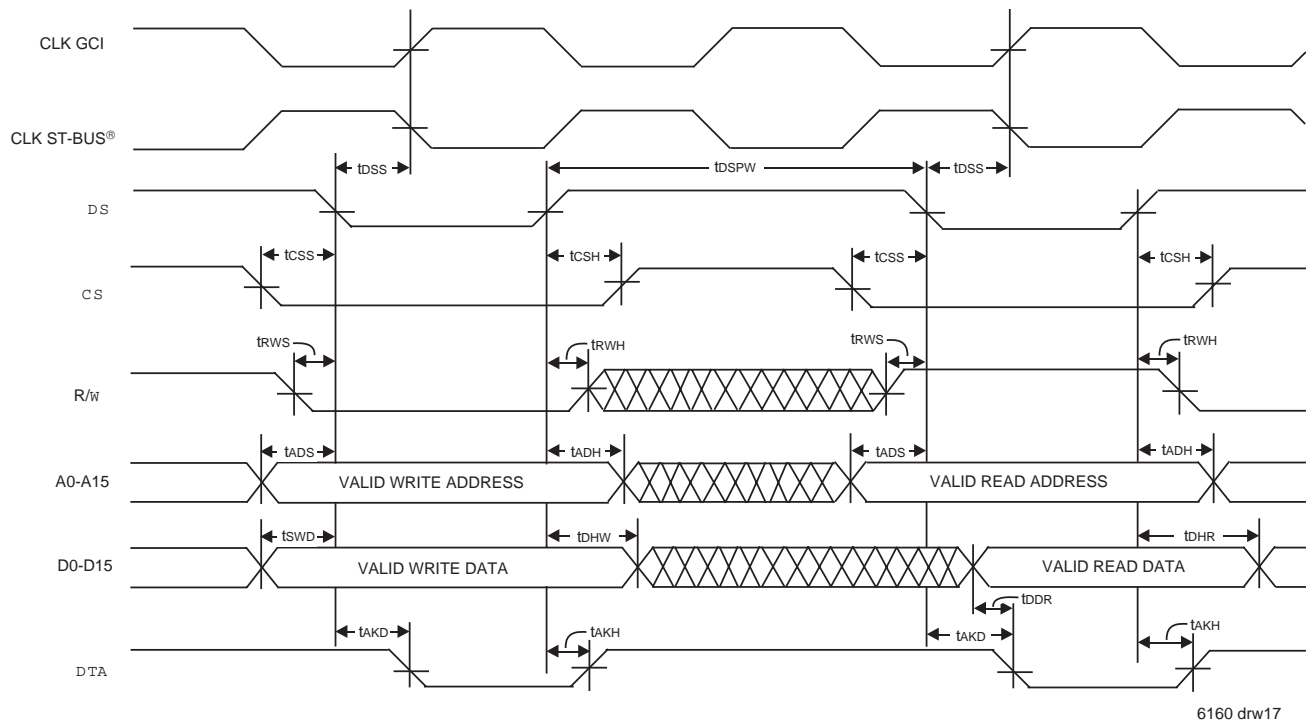 CLK GCI
CLK ST-BUS®
tDSS
tDSPW
tDSS
DS
tCSS
tCSH
tCSS
tCSH
CS
tRWS
tRWH
tRWS
tRWH
R/W
tADS
tADH
tADS
tADH
A0-A15
VALID WRITE ADDRESS
VALID READ ADDRESS
tSWD
tDHW
tDHR
D0-D15
VALID WRITE DATA
VALID READ DATA
tDDR
tAKD
tAKH
tAKD
tAKH
DTA
6160 drw17